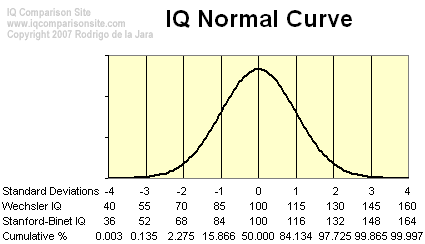 IQ Comparison Site
www.iqcomparisonsite.com
Copyright 2007 Rodrigo de la Jara
IQ Normal Curve
Standard Deviations -4 -3 -2 -1 0 1 2 3 4
Wechsler IQ 40 55 70 85 100 115 130 145 160
Stanford-Binet IQ 36 52 68 84 100 116 132 148 164
Cumulative % 0.003 0.135 2.275 15.866 50.000 84.134 97.725 99.865 99.997